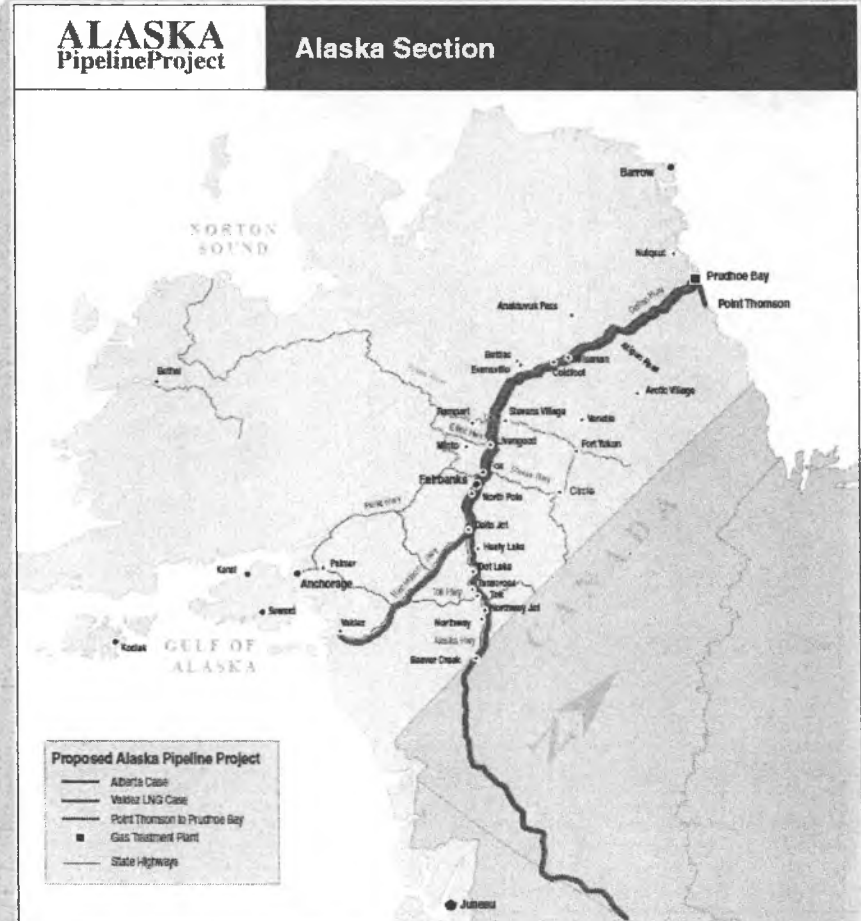 ALASKA
PipelineProject
Alaska Section
Barrow
NORTON
SOUND
Prudhoe Bay
Point Thomson
Dalton Hwy
Anaktuvuk Pass
Bettles
Evansville
Wiseman
Coldfoot
Arctic Village
Bethel
Rampart
Stevens Village
Venetie
Livengood
Minto
Fort Yukon
Fairbanks
North Pole
Circle
Delta Jct
Healy Lake
Dot Lake
Palmer
Kenai
Anchorage
Tok
Tok Hwy
Northway Jct
Seward
Valdez
Northway
Alaska Hwy
Kodiak
GULF OF
ALASKA
Beaver Creek
CANADA
N
Proposed Alaska Pipeline Project
Alberta Case
Valdez LNG Case
Point Thomson to Prudhoe Bay
Gas Treatment Plant
State Highways
Juneau